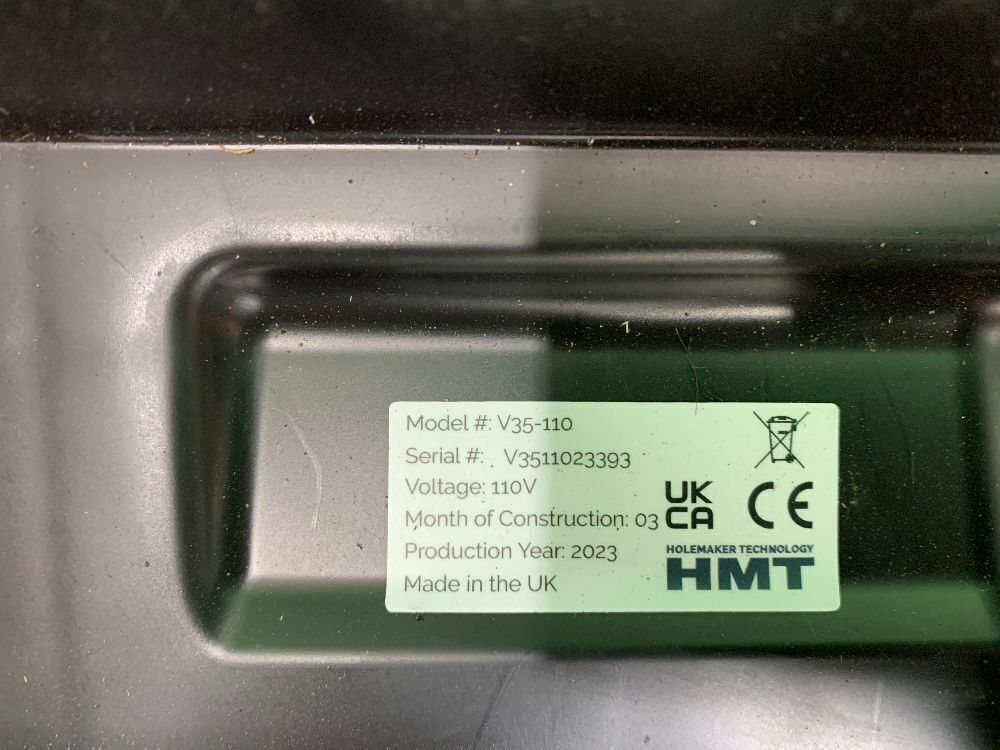 Model #: V35-110
Serial #: V3511023393
Voltage: 110V
Month of Construction: 03
Production Year: 2023
Made in the UK
UK
CA
CE
HOLEMAKER TECHNOLOGY
HMT